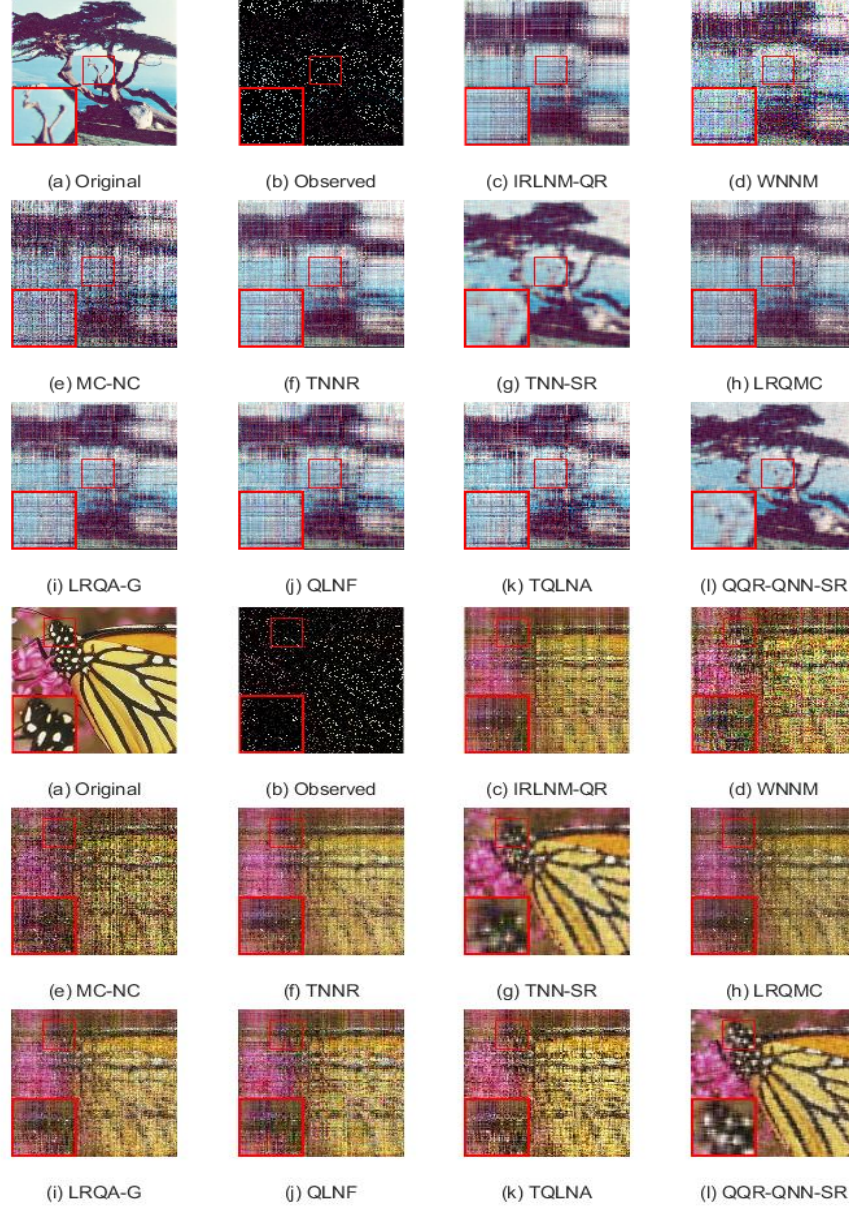 (a) Original
(b) Observed
(c) IRLNM-QR
(d) WNNM
(e) MC-NC
(f) TNNR
(g) TNN-SR
(h) LRQMC
(i) LRQA-G
(j) QLNF
(k) TQLNA
(l) QQR-QNN-SR
(a) Original
(b) Observed
(c) IRLNM-QR
(d) WNNM
(e) MC-NC
(f) TNNR
(g) TNN-SR
(h) LRQMC
(i) LRQA-G
(j) QLNF
(k) TQLNA
(l) QQR-QNN-SR